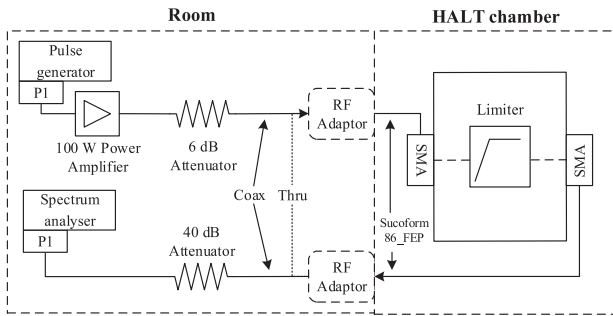 Room
HALT chamber
Pulse
generator
P1
100 W Power
Amplifier
6 dB
Attenuator
RF
Adaptor
Limiter
SMA
SMA
Coax
Thru
Sucoform
86_FEP
Spectrum
analyser
P1
40 dB
Attenuator
RF
Adaptor